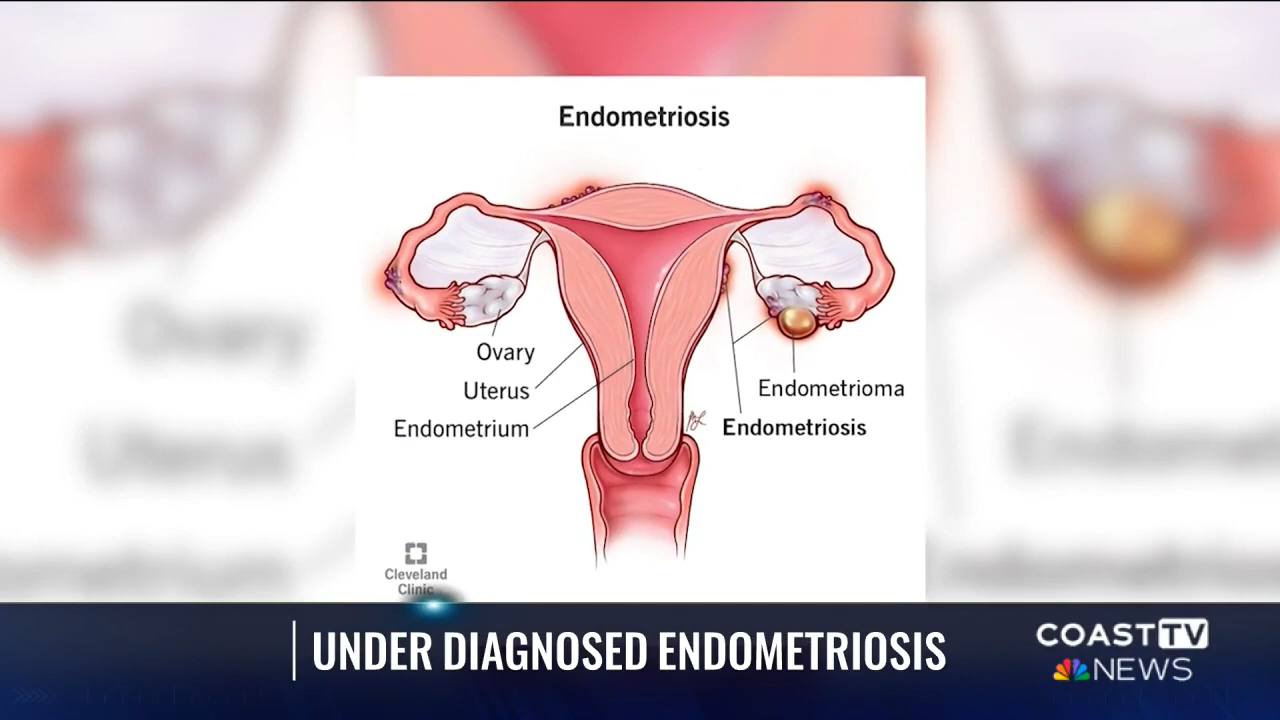 Endometriosis
Ovary
Uterus
Endometrium
Endometrioma
Endometriosis
Cleveland
Clinic
UNDER DIAGNOSED ENDOMETRIOSIS
COAST TV
NEWS